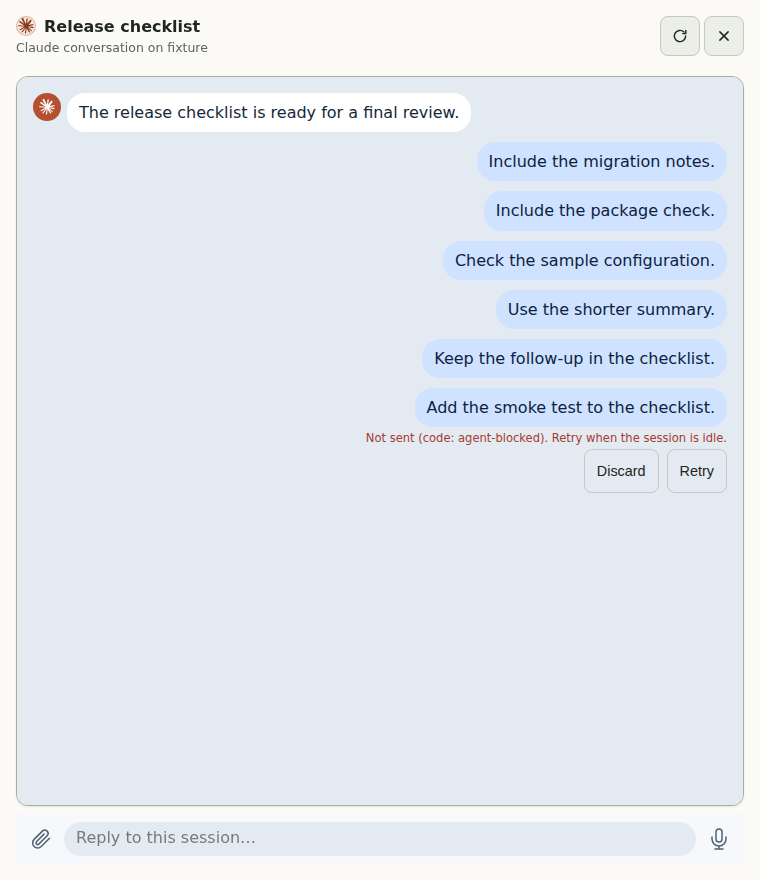 Release checklist
Claude conversation on fixture
The release checklist is ready for a final review.
Include the migration notes.
Include the package check.
Check the sample configuration.
Use the shorter summary.
Keep the follow-up in the checklist.
Add the smoke test to the checklist.
Not sent (code: agent-blocked). Retry when the session is idle.
Discard
Retry
Reply to this session…